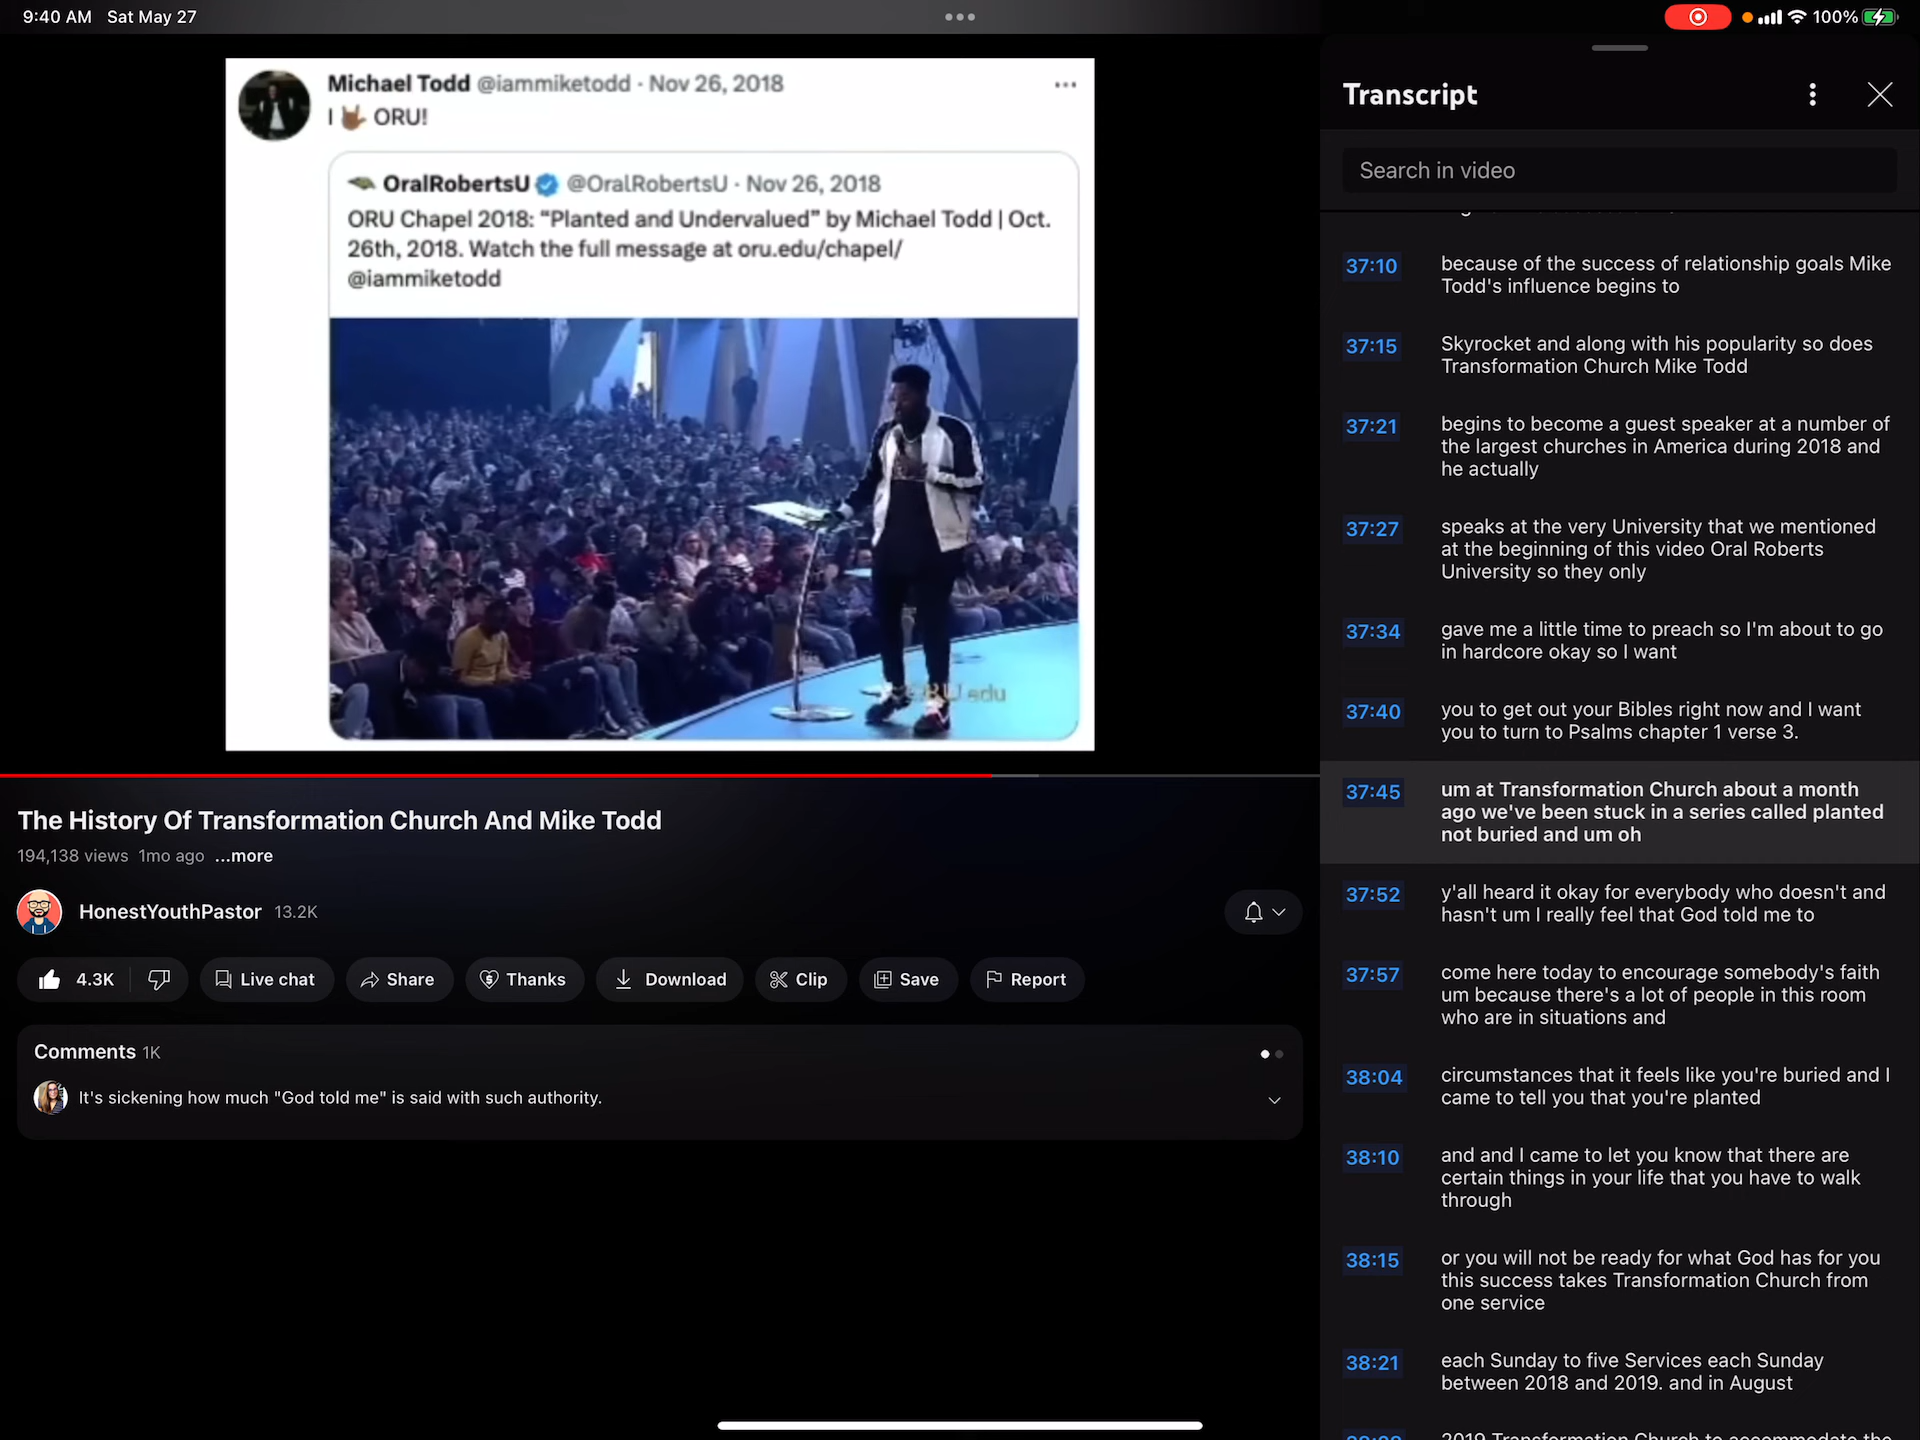 9:40 AM Sat May 27
100%
Michael Todd @iammiketodd · Nov 26, 2018
I 🤟🏾 ORU!
OralRobertsU @OralRobertsU · Nov 26, 2018
ORU Chapel 2018: “Planted and Undervalued” by Michael Todd | Oct.
26th, 2018. Watch the full message at oru.edu/chapel/
@iammiketodd
The History Of Transformation Church And Mike Todd
194,138 views 1mo ago ...more
HonestYouthPastor 13.2K
4.3K
Live chat
Share
Thanks
Download
Clip
Save
Report
Comments 1K
It's sickening how much "God told me" is said with such authority.
Transcript
Search in video
37:10 because of the success of relationship goals Mike
Todd's influence begins to
37:15 Skyrocket and along with his popularity so does
Transformation Church Mike Todd
37:21 begins to become a guest speaker at a number of
the largest churches in America during 2018 and
he actually
37:27 speaks at the very University that we mentioned
at the beginning of this video Oral Roberts
University so they only
37:34 gave me a little time to preach so I'm about to go
in hardcore okay so I want
37:40 you to get out your Bibles right now and I want
you to turn to Psalms chapter 1 verse 3.
37:45 um at Transformation Church about a month
ago we've been stuck in a series called planted
not buried and um oh
37:52 y'all heard it okay for everybody who doesn't and
hasn't um I really feel that God told me to
37:57 come here today to encourage somebody's faith
um because there's a lot of people in this room
who are in situations and
38:04 circumstances that it feels like you're buried and I
came to tell you that you're planted
38:10 and and I came to let you know that there are
certain things in your life that you have to walk
through
38:15 or you will not be ready for what God has for you
this success takes Transformation Church from
one service
38:21 each Sunday to five Services each Sunday
between 2018 and 2019. and in August
2019 Transformation Church to accommodate the